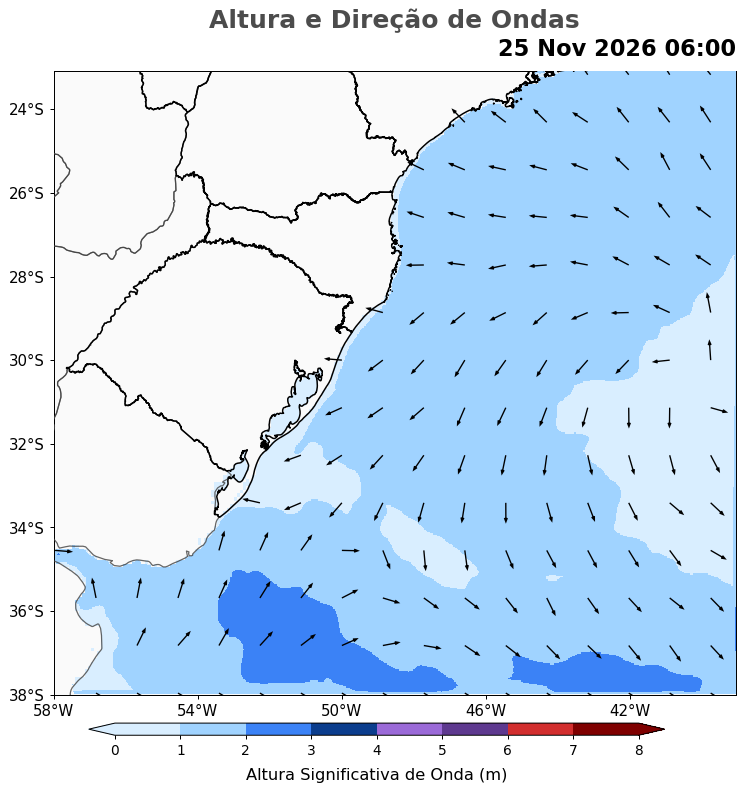 Altura e Direção de Ondas
25 Nov 2026 06:00
24°S
26°S
28°S
30°S
32°S
34°S
36°S
38°S
58°W 54°W 50°W 46°W 42°W
0 1 2 3 4 5 6 7 8
Altura Significativa de Onda (m)